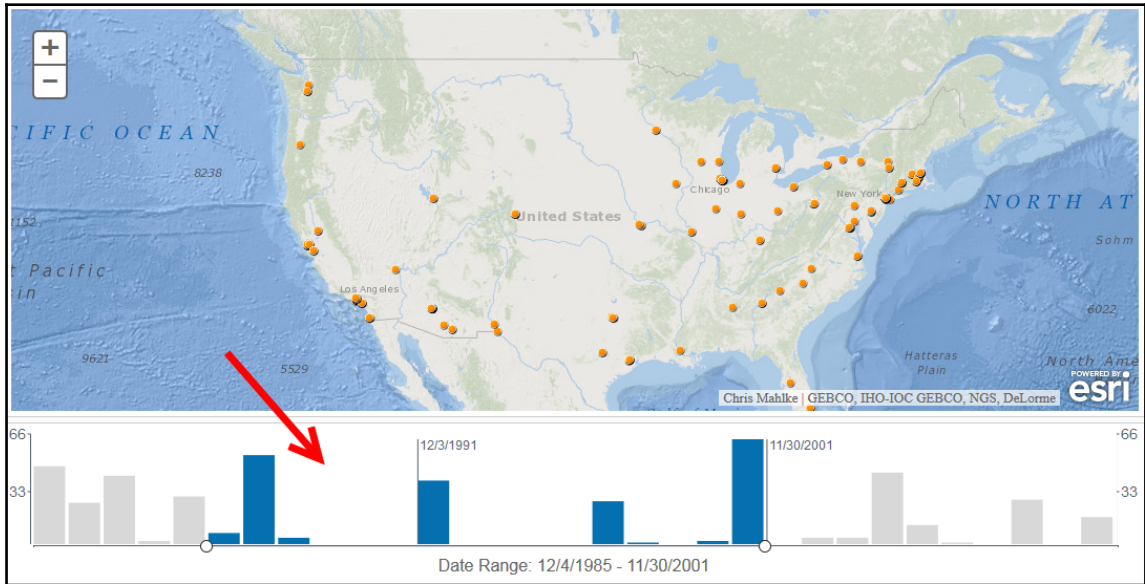 +
−
CIFIC OCEAN
8238
9152
t Pacific
in
9621
5529
United States
Chicago
New York
Los Angeles
NORTH AT
Sohm
6022
Hatteras
Plain
North Ame
POWERED BY
esri
Chris Mahlke | GEBCO, IHO-IOC GEBCO, NGS, DeLorme
66
33
12/3/1991
11/30/2001
66
33
Date Range: 12/4/1985 - 11/30/2001